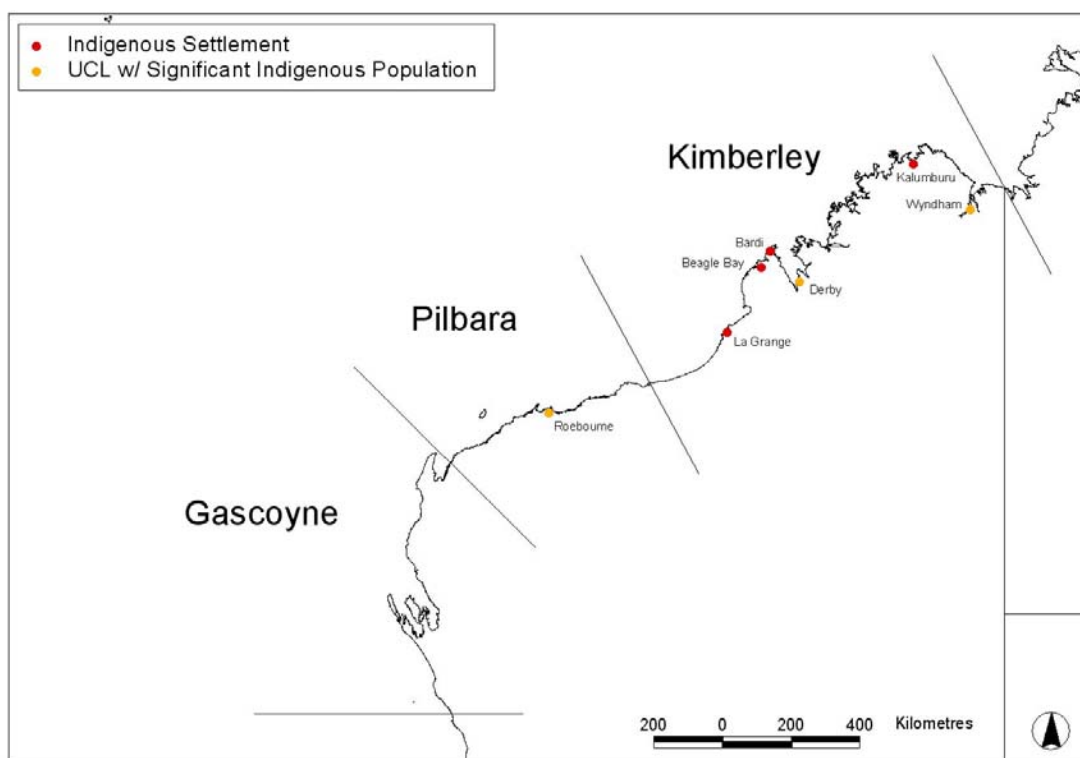 Indigenous Settlement
UCL w/ Significant Indigenous Population
Kimberley
Kalumburu
Wyndham
Bardi
Beagle Bay
Derby
Pilbara
La Grange
Roebourne
Gascoyne
200 0 200 400 Kilometres